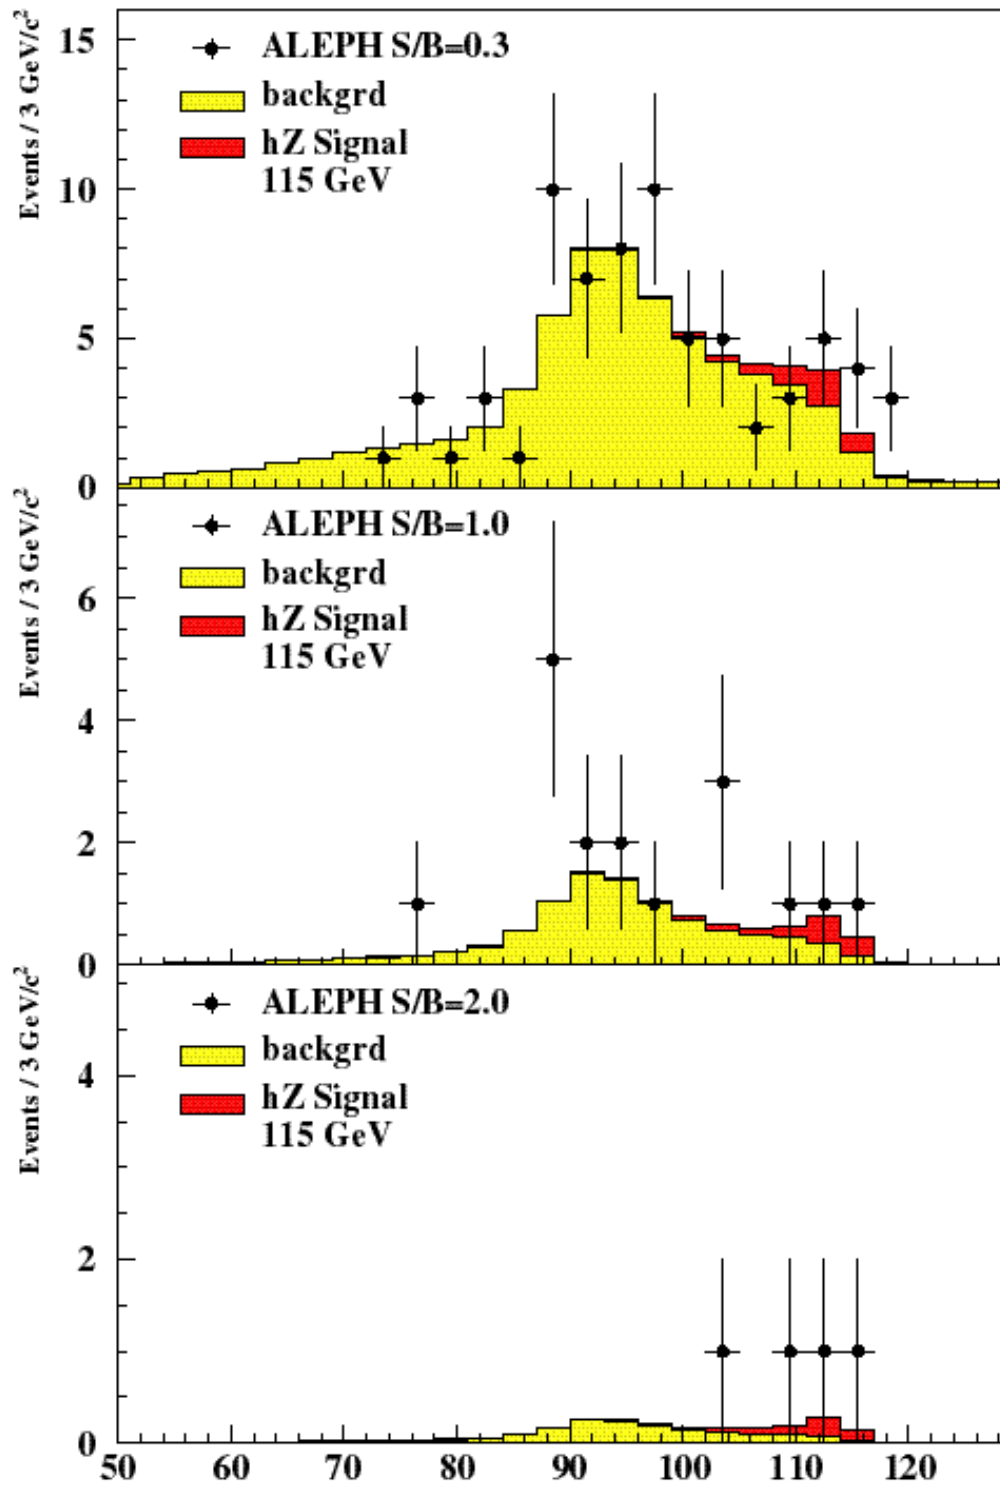 Events / 3 GeV/c²
15
10
5
0
ALEPH S/B=0.3
backgrd
hZ Signal
115 GeV
Events / 3 GeV/c²
6
4
2
0
ALEPH S/B=1.0
backgrd
hZ Signal
115 GeV
Events / 3 GeV/c²
4
2
0
ALEPH S/B=2.0
backgrd
hZ Signal
115 GeV
50 60 70 80 90 100 110 120